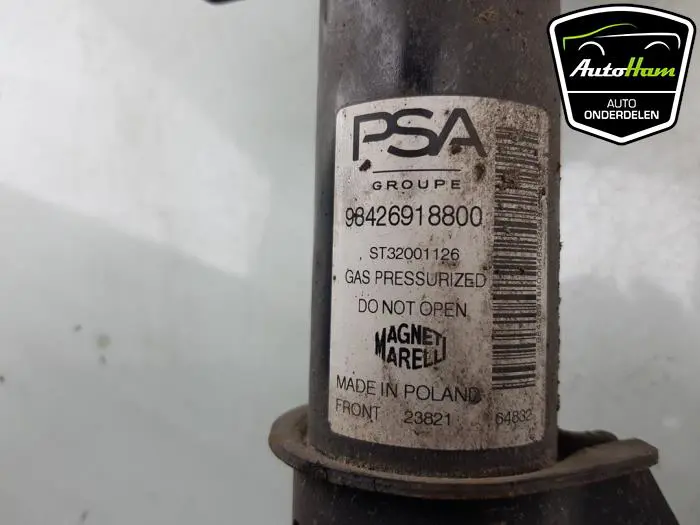 PSA
GROUPE
98426918800
ST32001126
GAS PRESSURIZED
DO NOT OPEN
MAGNETI
MARELLI
MADE IN POLAND
FRONT 23821 64832
AutoHam
AUTO
ONDERDELEN